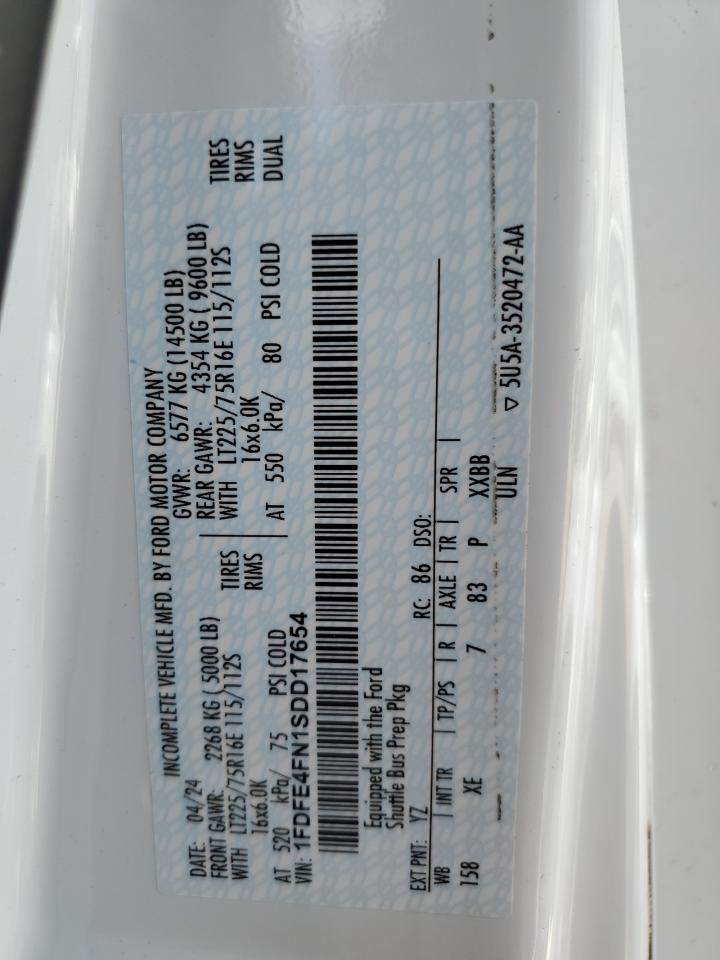 INCOMPLETE VEHICLE MFD. BY FORD MOTOR COMPANY
DATE: 04/24 GVWR: 6577 KG (14500 LB)
FRONT GAWR: 2268 KG ( 5000 LB) REAR GAWR: 4354 KG ( 9600 LB)
WITH LT225/75R16E 115/112S TIRES WITH LT225/75R16E 115/112S TIRES
16x6.0K RIMS 16x6.0K RIMS
AT 520 kPa/ 75 PSI COLD AT 550 kPa/ 80 PSI COLD DUAL
VIN: 1FDFE4FN1SDD17654
Equipped with the Ford
Shuttle Bus Prep Pkg
EXT PNT: YZ RC: 86 DSO:
WB | INT TR | TP/PS | R | AXLE | TR | SPR |
158 XE 7 83 P XXBB
ULN ▽ 5U5A-3520472-AA